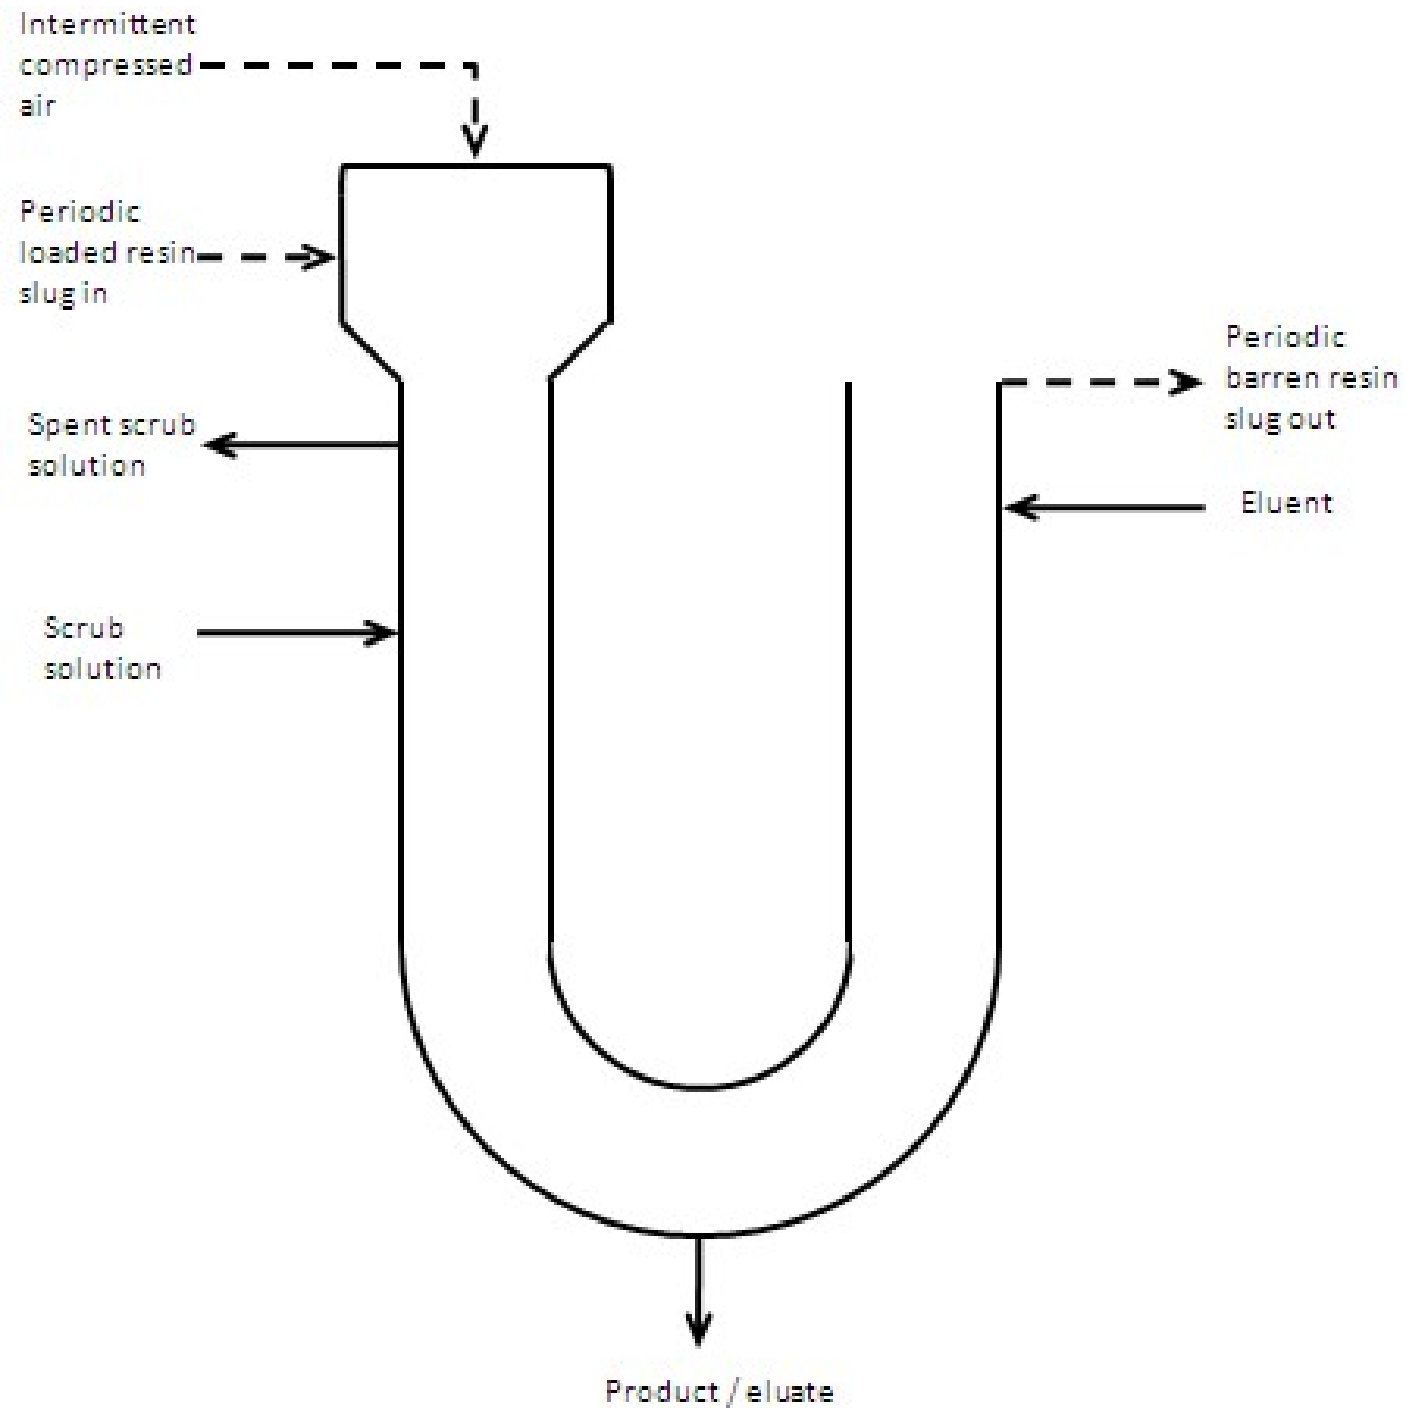 Intermittent
compressed
air
Periodic
loaded resin
slug in
Spent scrub
solution
Scrub
solution
Periodic
barren resin
slug out
Eluent
Product / eluate